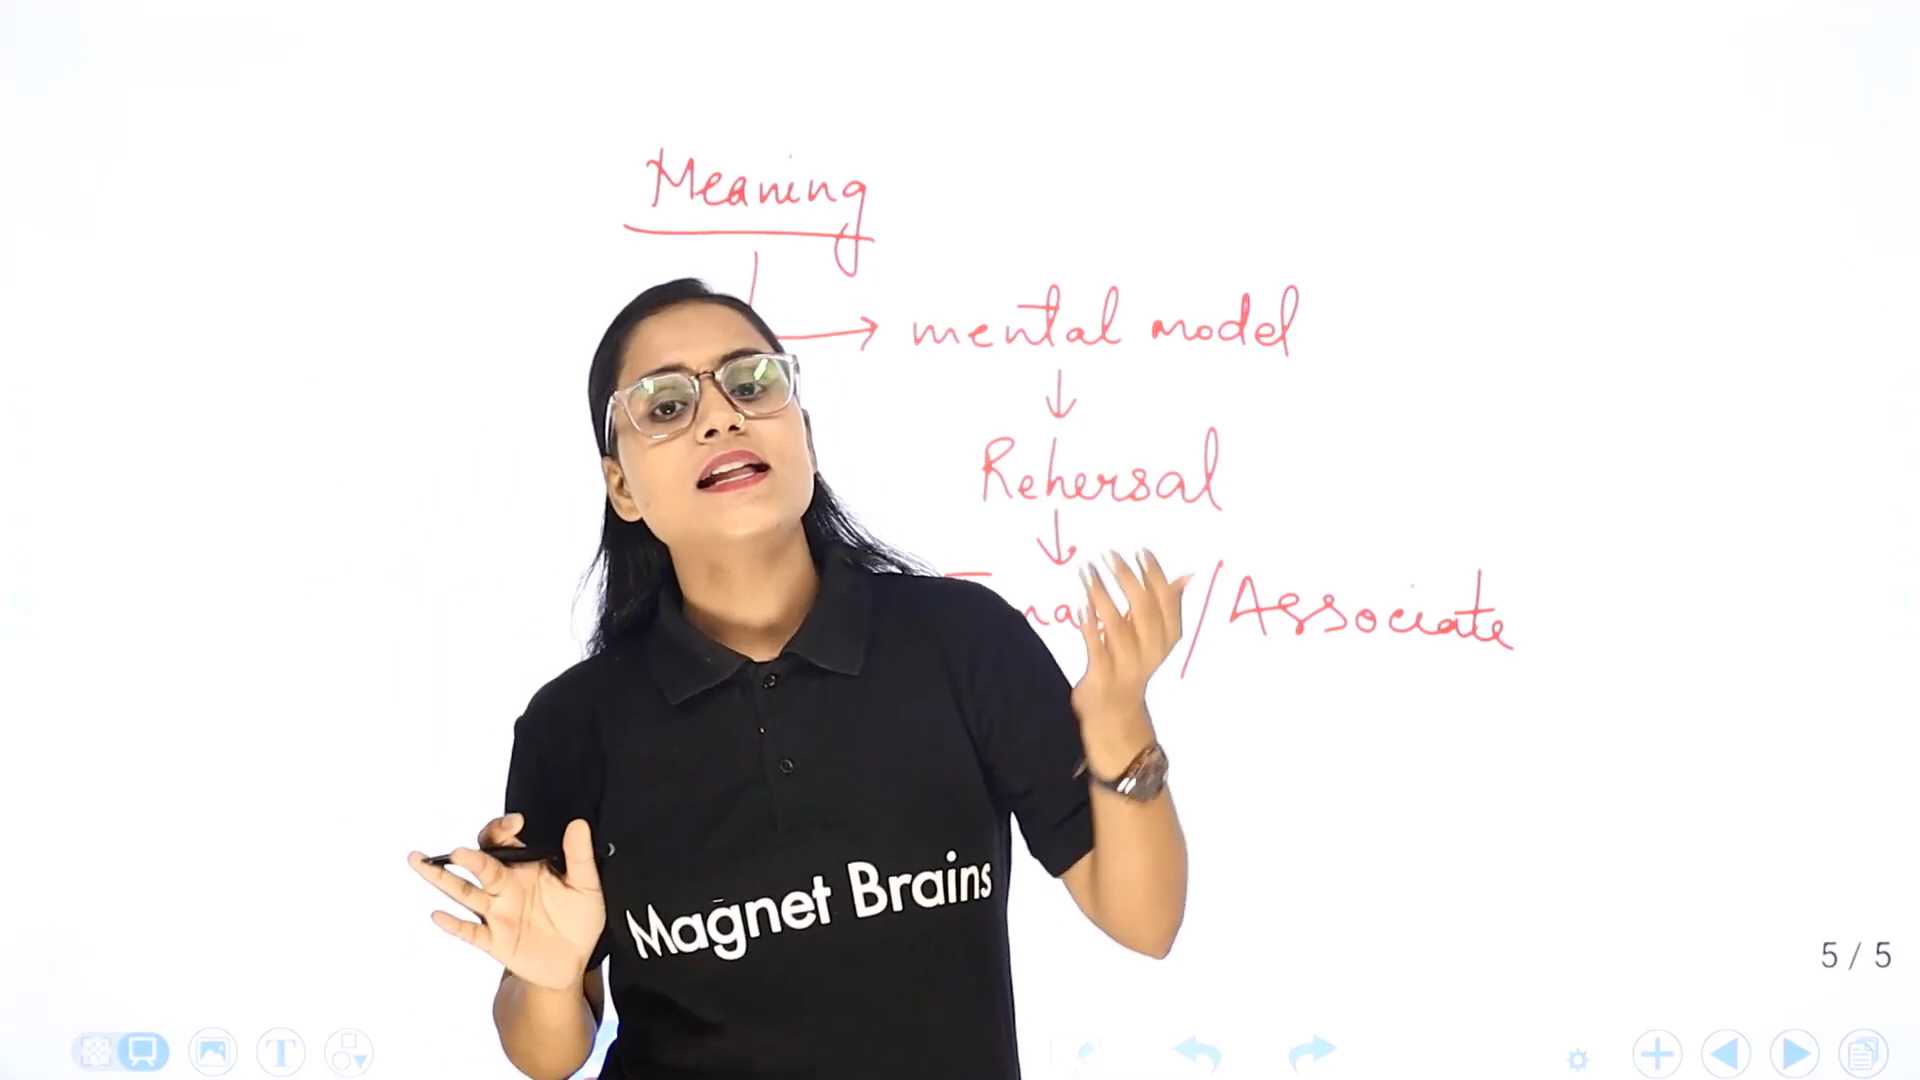 Meaning
mental model
Rehersal
/ Associate
Magnet Brains
5 / 5
T